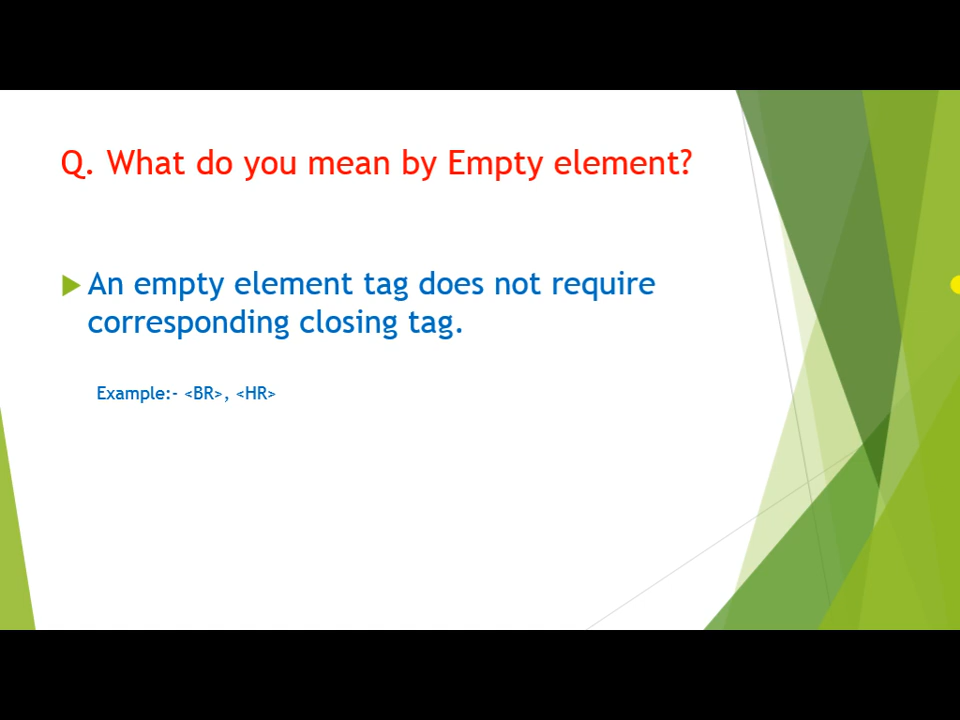 Q. What do you mean by Empty element?
An empty element tag does not require
corresponding closing tag.
Example:- <BR>, <HR>